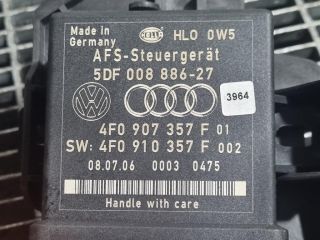 Made in
Germany
HELLA
HLO 0W5
AFS-Steuergerät
5DF 008 886-27
3964
4F0 907 357 F 01
SW: 4F0 910 357 F 002
08.07.06 0003 0475
Handle with care